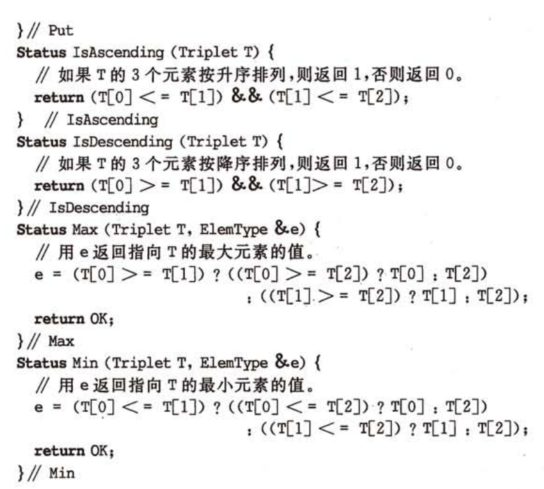 }// Put
Status IsAscending (Triplet T) {
// 如果 T 的 3 个元素按升序排列,则返回 1,否则返回 0。
return (T[0] <= T[1]) && (T[1] <= T[2]);
} // IsAscending
Status IsDescending (Triplet T) {
// 如果 T 的 3 个元素按降序排列,则返回 1,否则返回 0。
return (T[0] >= T[1]) && (T[1]>= T[2]);
}// IsDescending
Status Max (Triplet T, ElemType &e) {
// 用 e 返回指向 T 的最大元素的值。
e = (T[0] >= T[1]) ? ((T[0] >= T[2]) ? T[0] : T[2])
: ((T[1] >= T[2]) ? T[1] : T[2]);
return OK;
}// Max
Status Min (Triplet T, ElemType &e) {
// 用 e 返回指向 T 的最小元素的值。
e = (T[0] <= T[1]) ? ((T[0] <= T[2]) ? T[0] : T[2])
: ((T[1] <= T[2]) ? T[1] : T[2]);
return OK;
}// Min